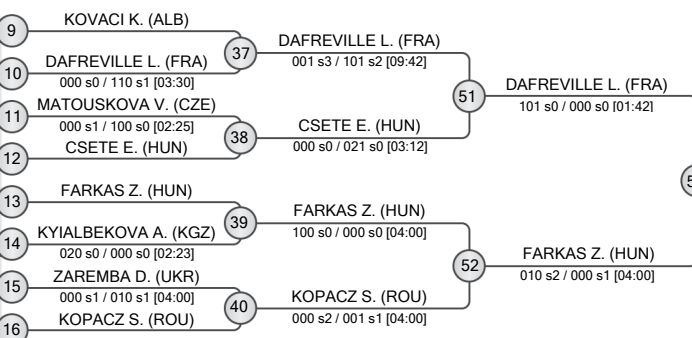 9
KOVACI K. (ALB)
10
DAFREVILLE L. (FRA)
000 s0 / 110 s1 [03:30]
37
DAFREVILLE L. (FRA)
001 s3 / 101 s2 [09:42]
11
MATOUSKOVA V. (CZE)
000 s1 / 100 s0 [02:25]
12
CSETE E. (HUN)
38
CSETE E. (HUN)
000 s0 / 021 s0 [03:12]
51
DAFREVILLE L. (FRA)
101 s0 / 000 s0 [01:42]
13
FARKAS Z. (HUN)
14
KYIALBEKOVA A. (KGZ)
020 s0 / 000 s0 [02:23]
39
FARKAS Z. (HUN)
100 s0 / 000 s0 [04:00]
15
ZAREMBA D. (UKR)
000 s1 / 010 s1 [04:00]
16
KOPACZ S. (ROU)
40
KOPACZ S. (ROU)
000 s2 / 001 s1 [04:00]
52
FARKAS Z. (HUN)
010 s2 / 000 s1 [04:00]